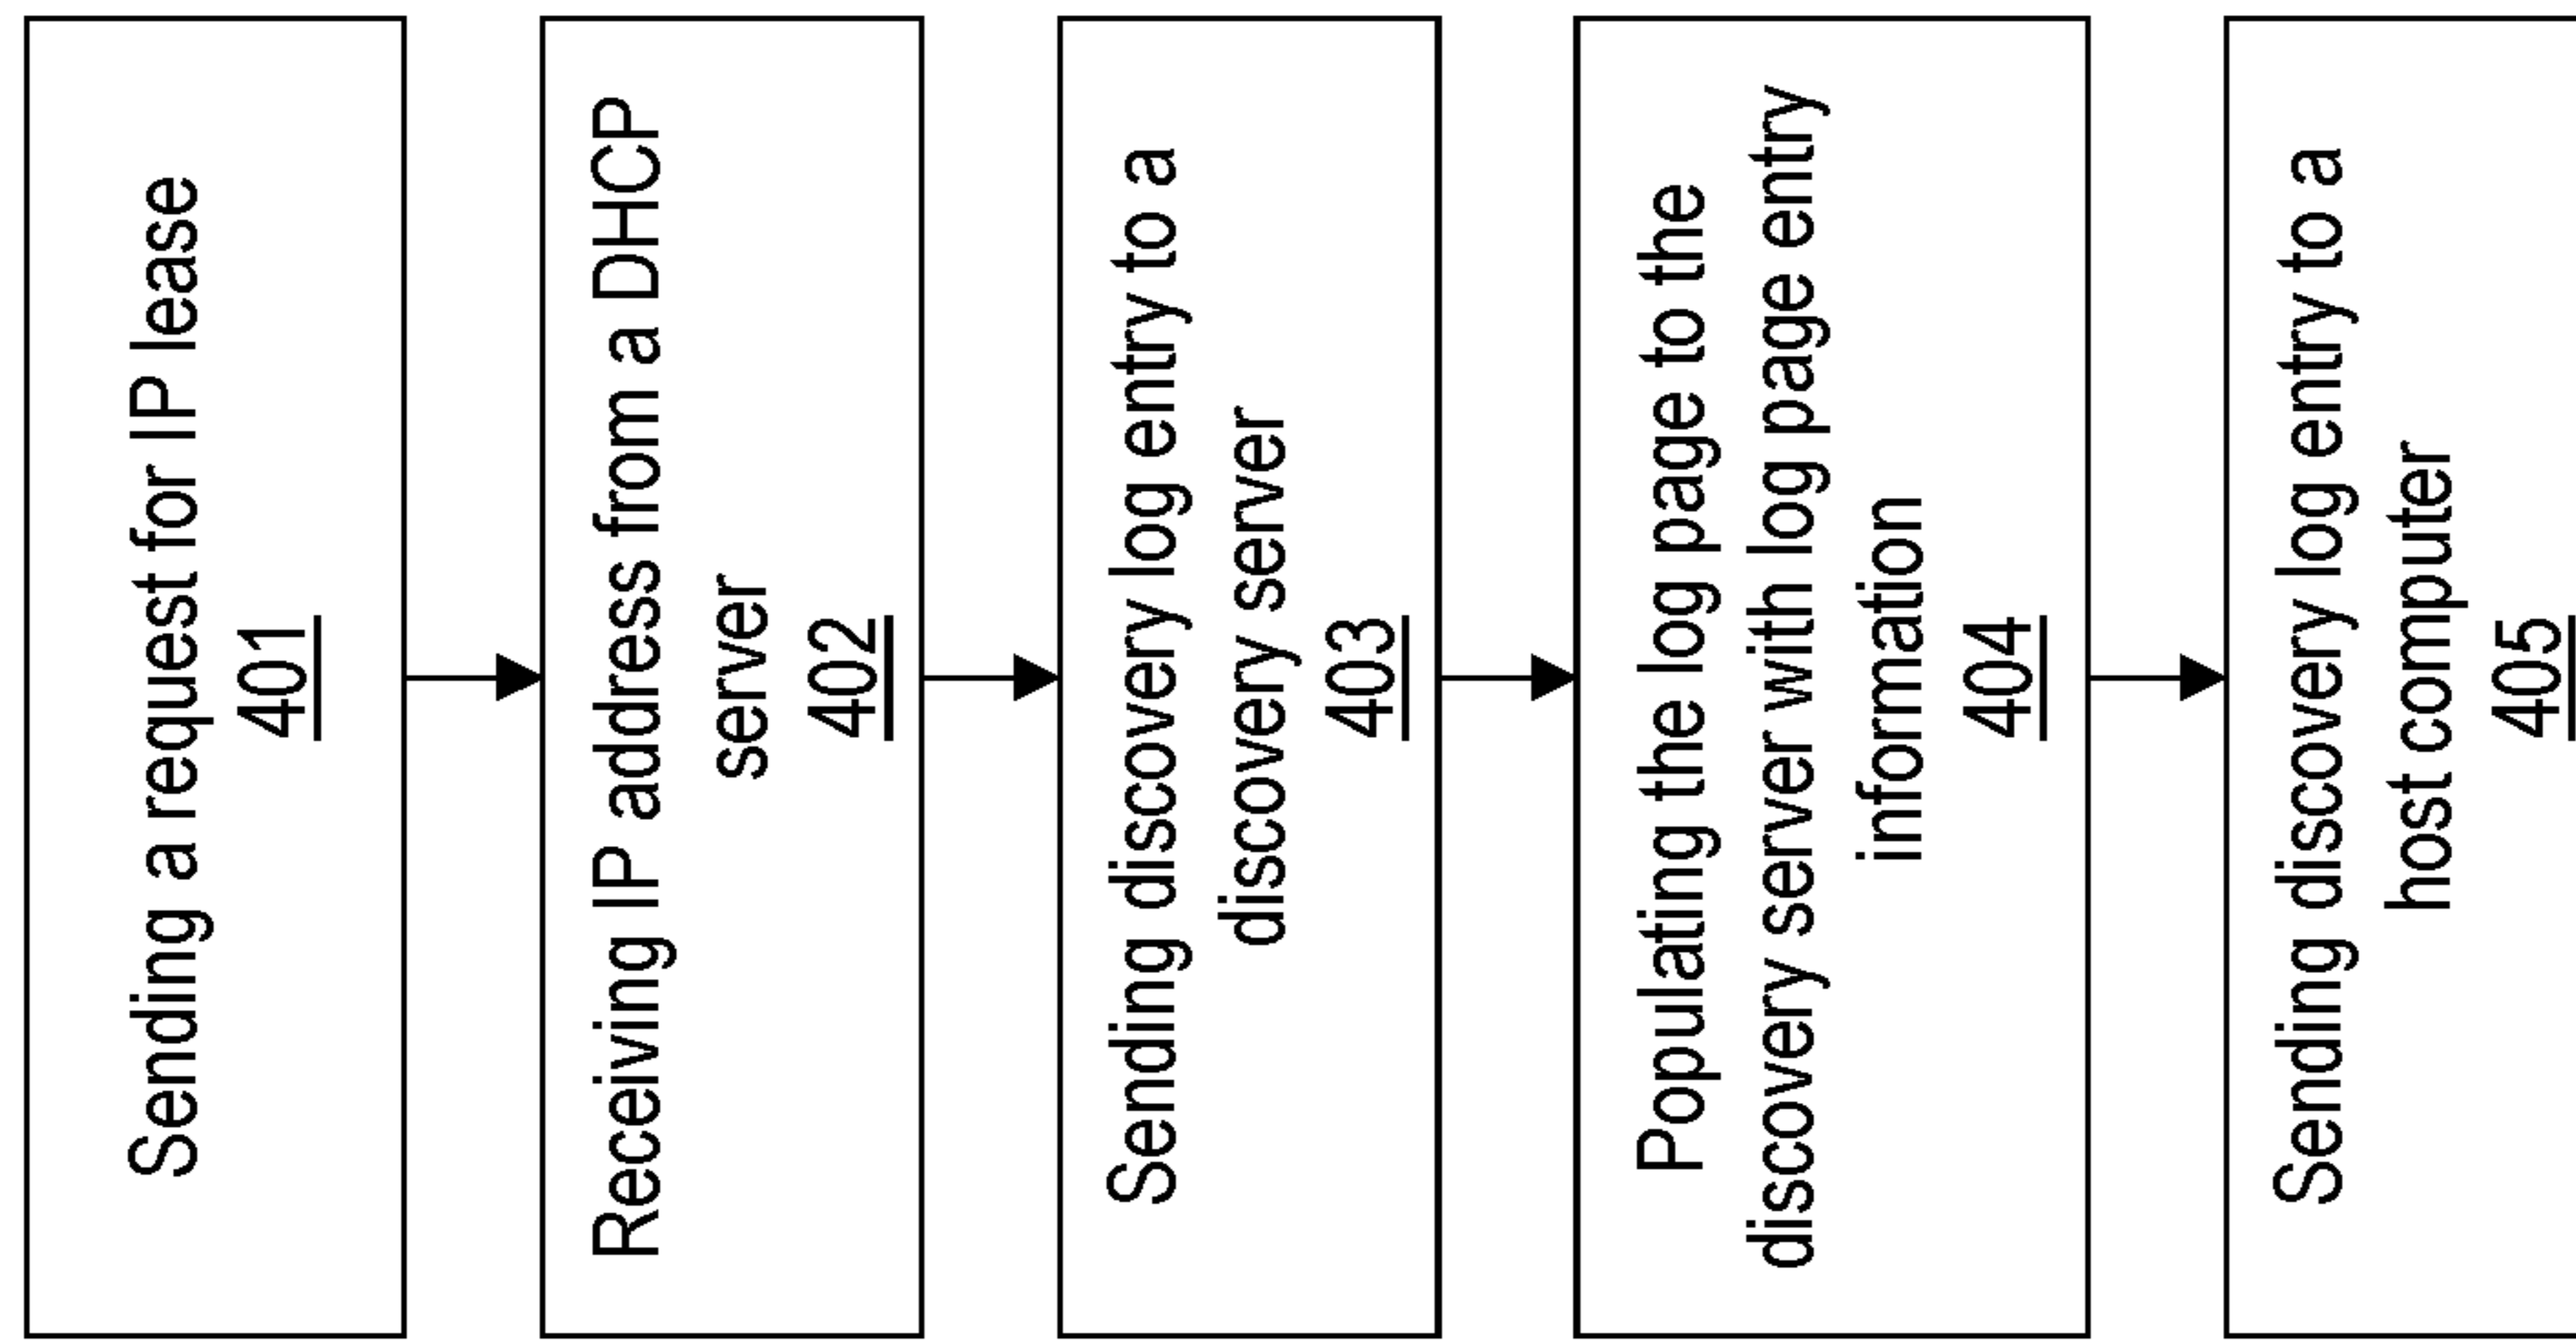 Sending a request for IP lease
401
Receiving IP address from a DHCP
server
402
Sending discovery log entry to a
discovery server
403
Populating the log page to the
discovery server with log page entry
information
404
Sending discovery log entry to a
host computer
405